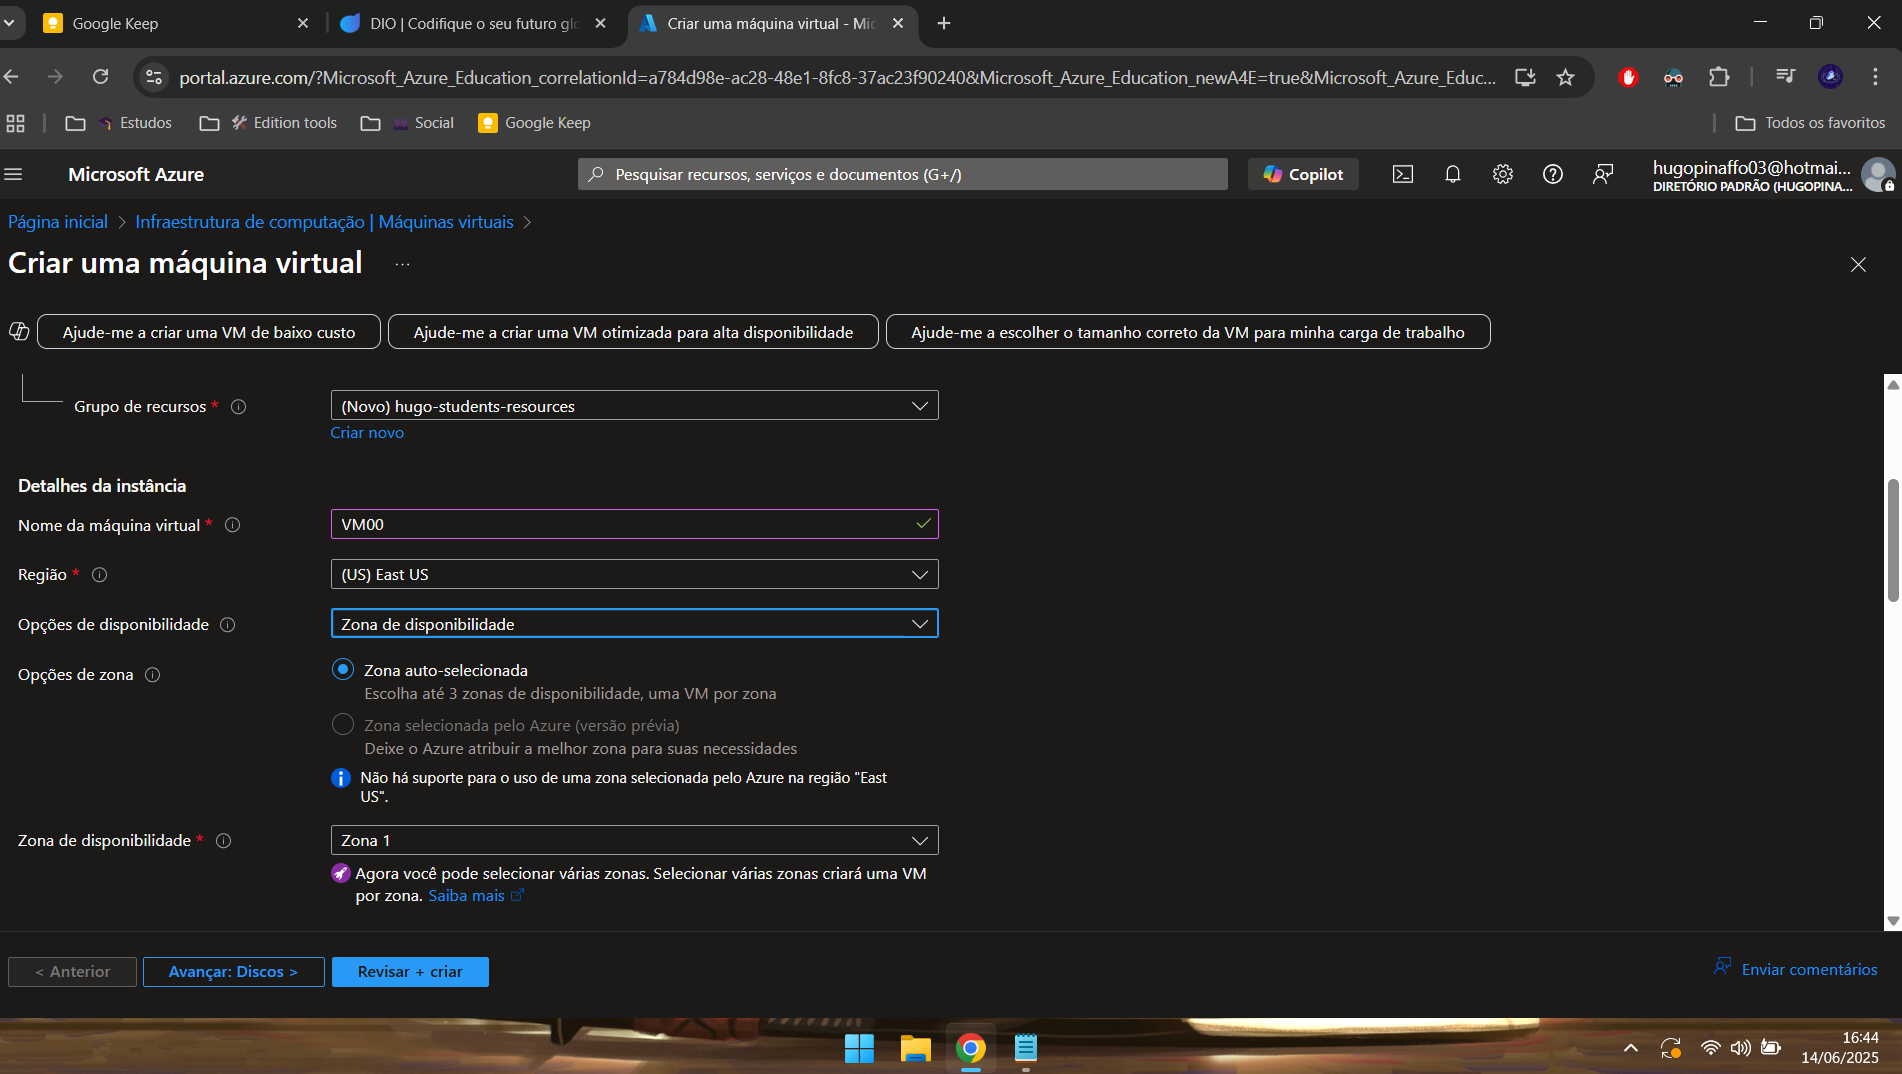 Google Keep
DIO | Codifique o seu futuro glo
Criar uma máquina virtual - Mic
portal.azure.com/?Microsoft_Azure_Education_correlationId=a784d98e-ac28-48e1-8fc8-37ac23f90240&Microsoft_Azure_Education_newA4E=true&Microsoft_Azure_Educ...
Estudos
Edition tools
Social
Google Keep
Todos os favoritos
Microsoft Azure
Pesquisar recursos, serviços e documentos (G+/)
Copilot
hugopinaffo03@hotmai...
DIRETÓRIO PADRÃO (HUGOPINA...
Página inicial > Infraestrutura de computação | Máquinas virtuais >
Criar uma máquina virtual ...
Ajude-me a criar uma VM de baixo custo
Ajude-me a criar uma VM otimizada para alta disponibilidade
Ajude-me a escolher o tamanho correto da VM para minha carga de trabalho
Grupo de recursos *
(Novo) hugo-students-resources
Criar novo
Detalhes da instância
Nome da máquina virtual *
VM00
Região *
(US) East US
Opções de disponibilidade
Zona de disponibilidade
Opções de zona
Zona auto-selecionada
Escolha até 3 zonas de disponibilidade, uma VM por zona
Zona selecionada pelo Azure (versão prévia)
Deixe o Azure atribuir a melhor zona para suas necessidades
Não há suporte para o uso de uma zona selecionada pelo Azure na região "East
US".
Zona de disponibilidade *
Zona 1
Agora você pode selecionar várias zonas. Selecionar várias zonas criará uma VM
por zona. Saiba mais
< Anterior
Avançar: Discos >
Revisar + criar
Enviar comentários
16:44
14/06/2025